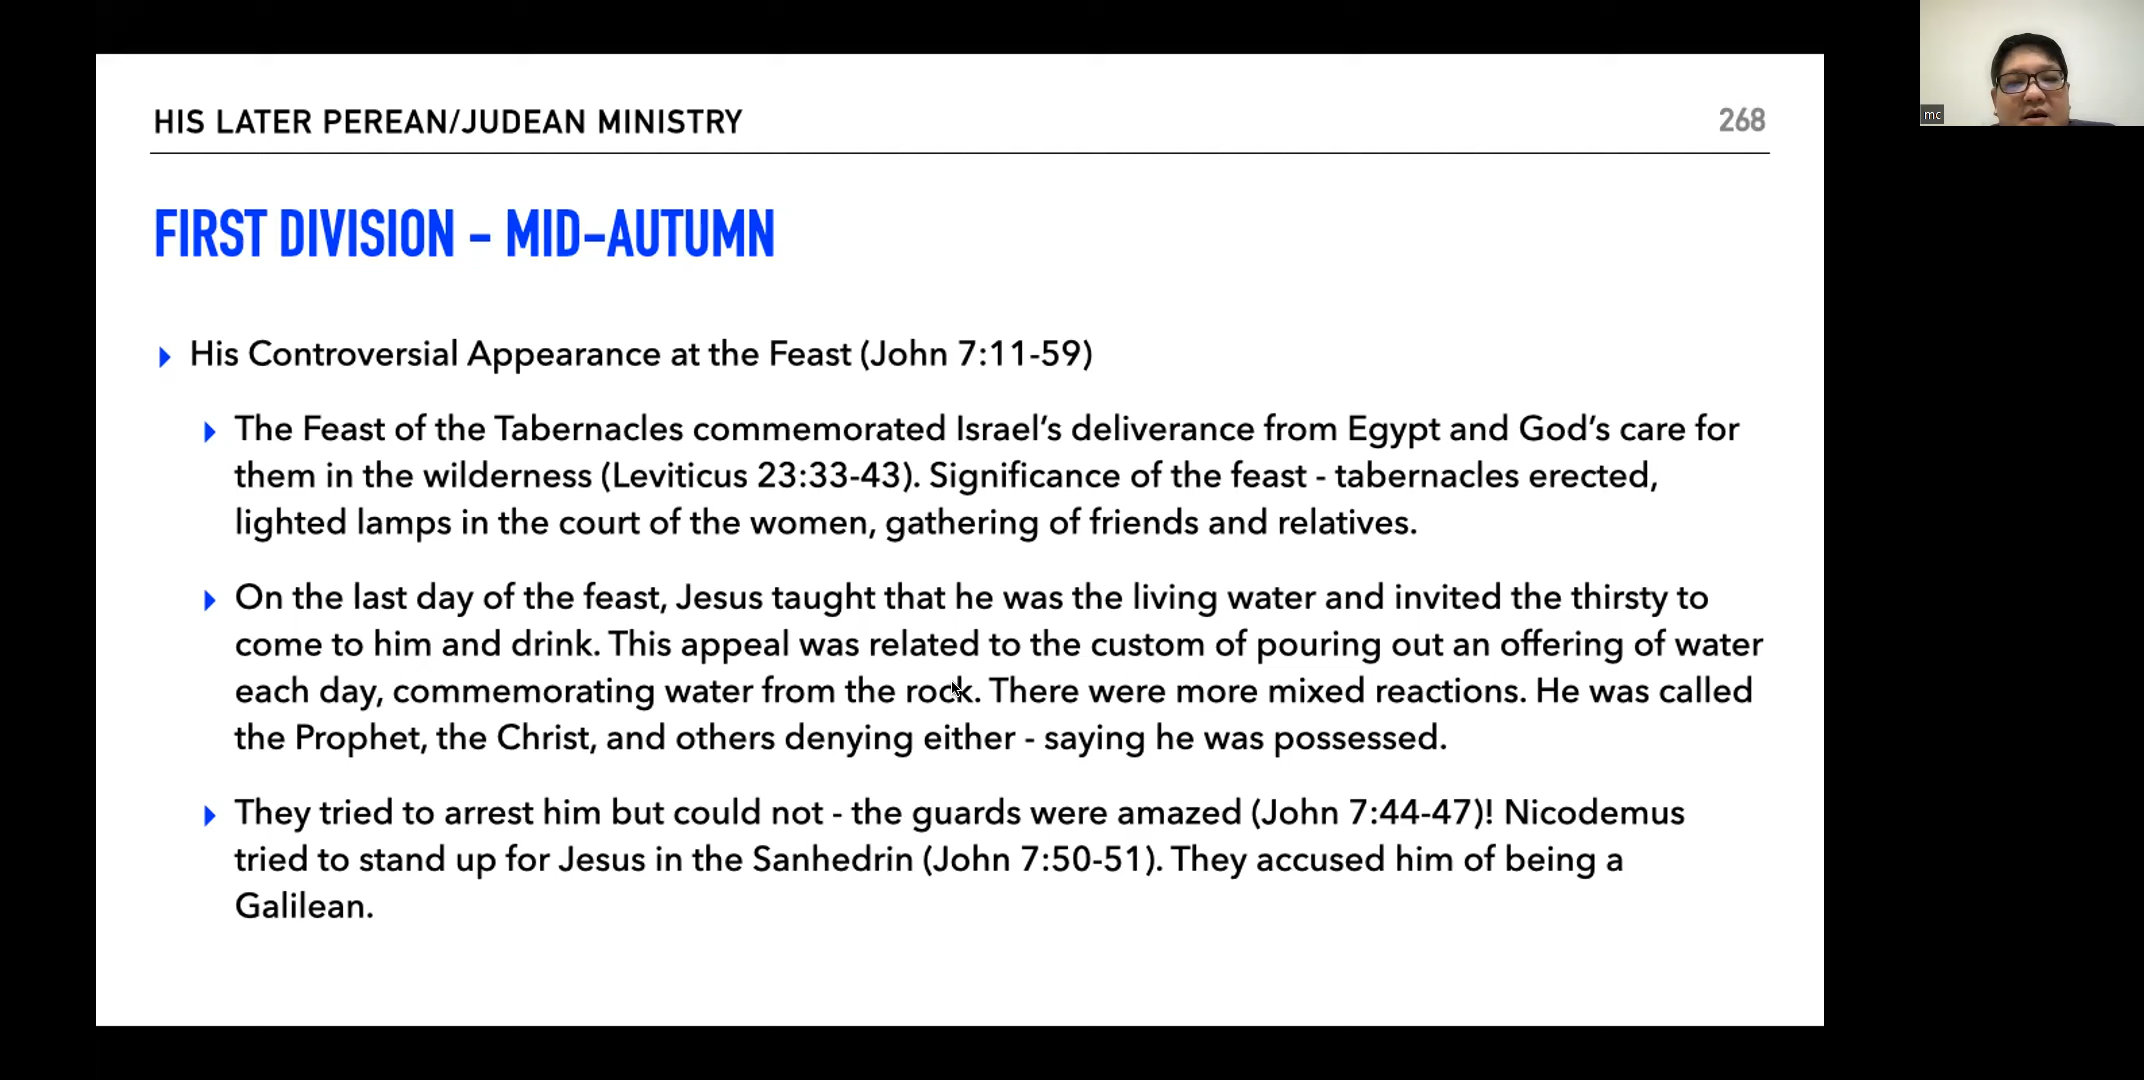 HIS LATER PEREAN/JUDEAN MINISTRY 268
FIRST DIVISION - MID-AUTUMN
His Controversial Appearance at the Feast (John 7:11-59)
The Feast of the Tabernacles commemorated Israel’s deliverance from Egypt and God’s care for
them in the wilderness (Leviticus 23:33-43). Significance of the feast - tabernacles erected,
lighted lamps in the court of the women, gathering of friends and relatives.
On the last day of the feast, Jesus taught that he was the living water and invited the thirsty to
come to him and drink. This appeal was related to the custom of pouring out an offering of water
each day, commemorating water from the rock. There were more mixed reactions. He was called
the Prophet, the Christ, and others denying either - saying he was possessed.
They tried to arrest him but could not - the guards were amazed (John 7:44-47)! Nicodemus
tried to stand up for Jesus in the Sanhedrin (John 7:50-51). They accused him of being a
Galilean.
mc